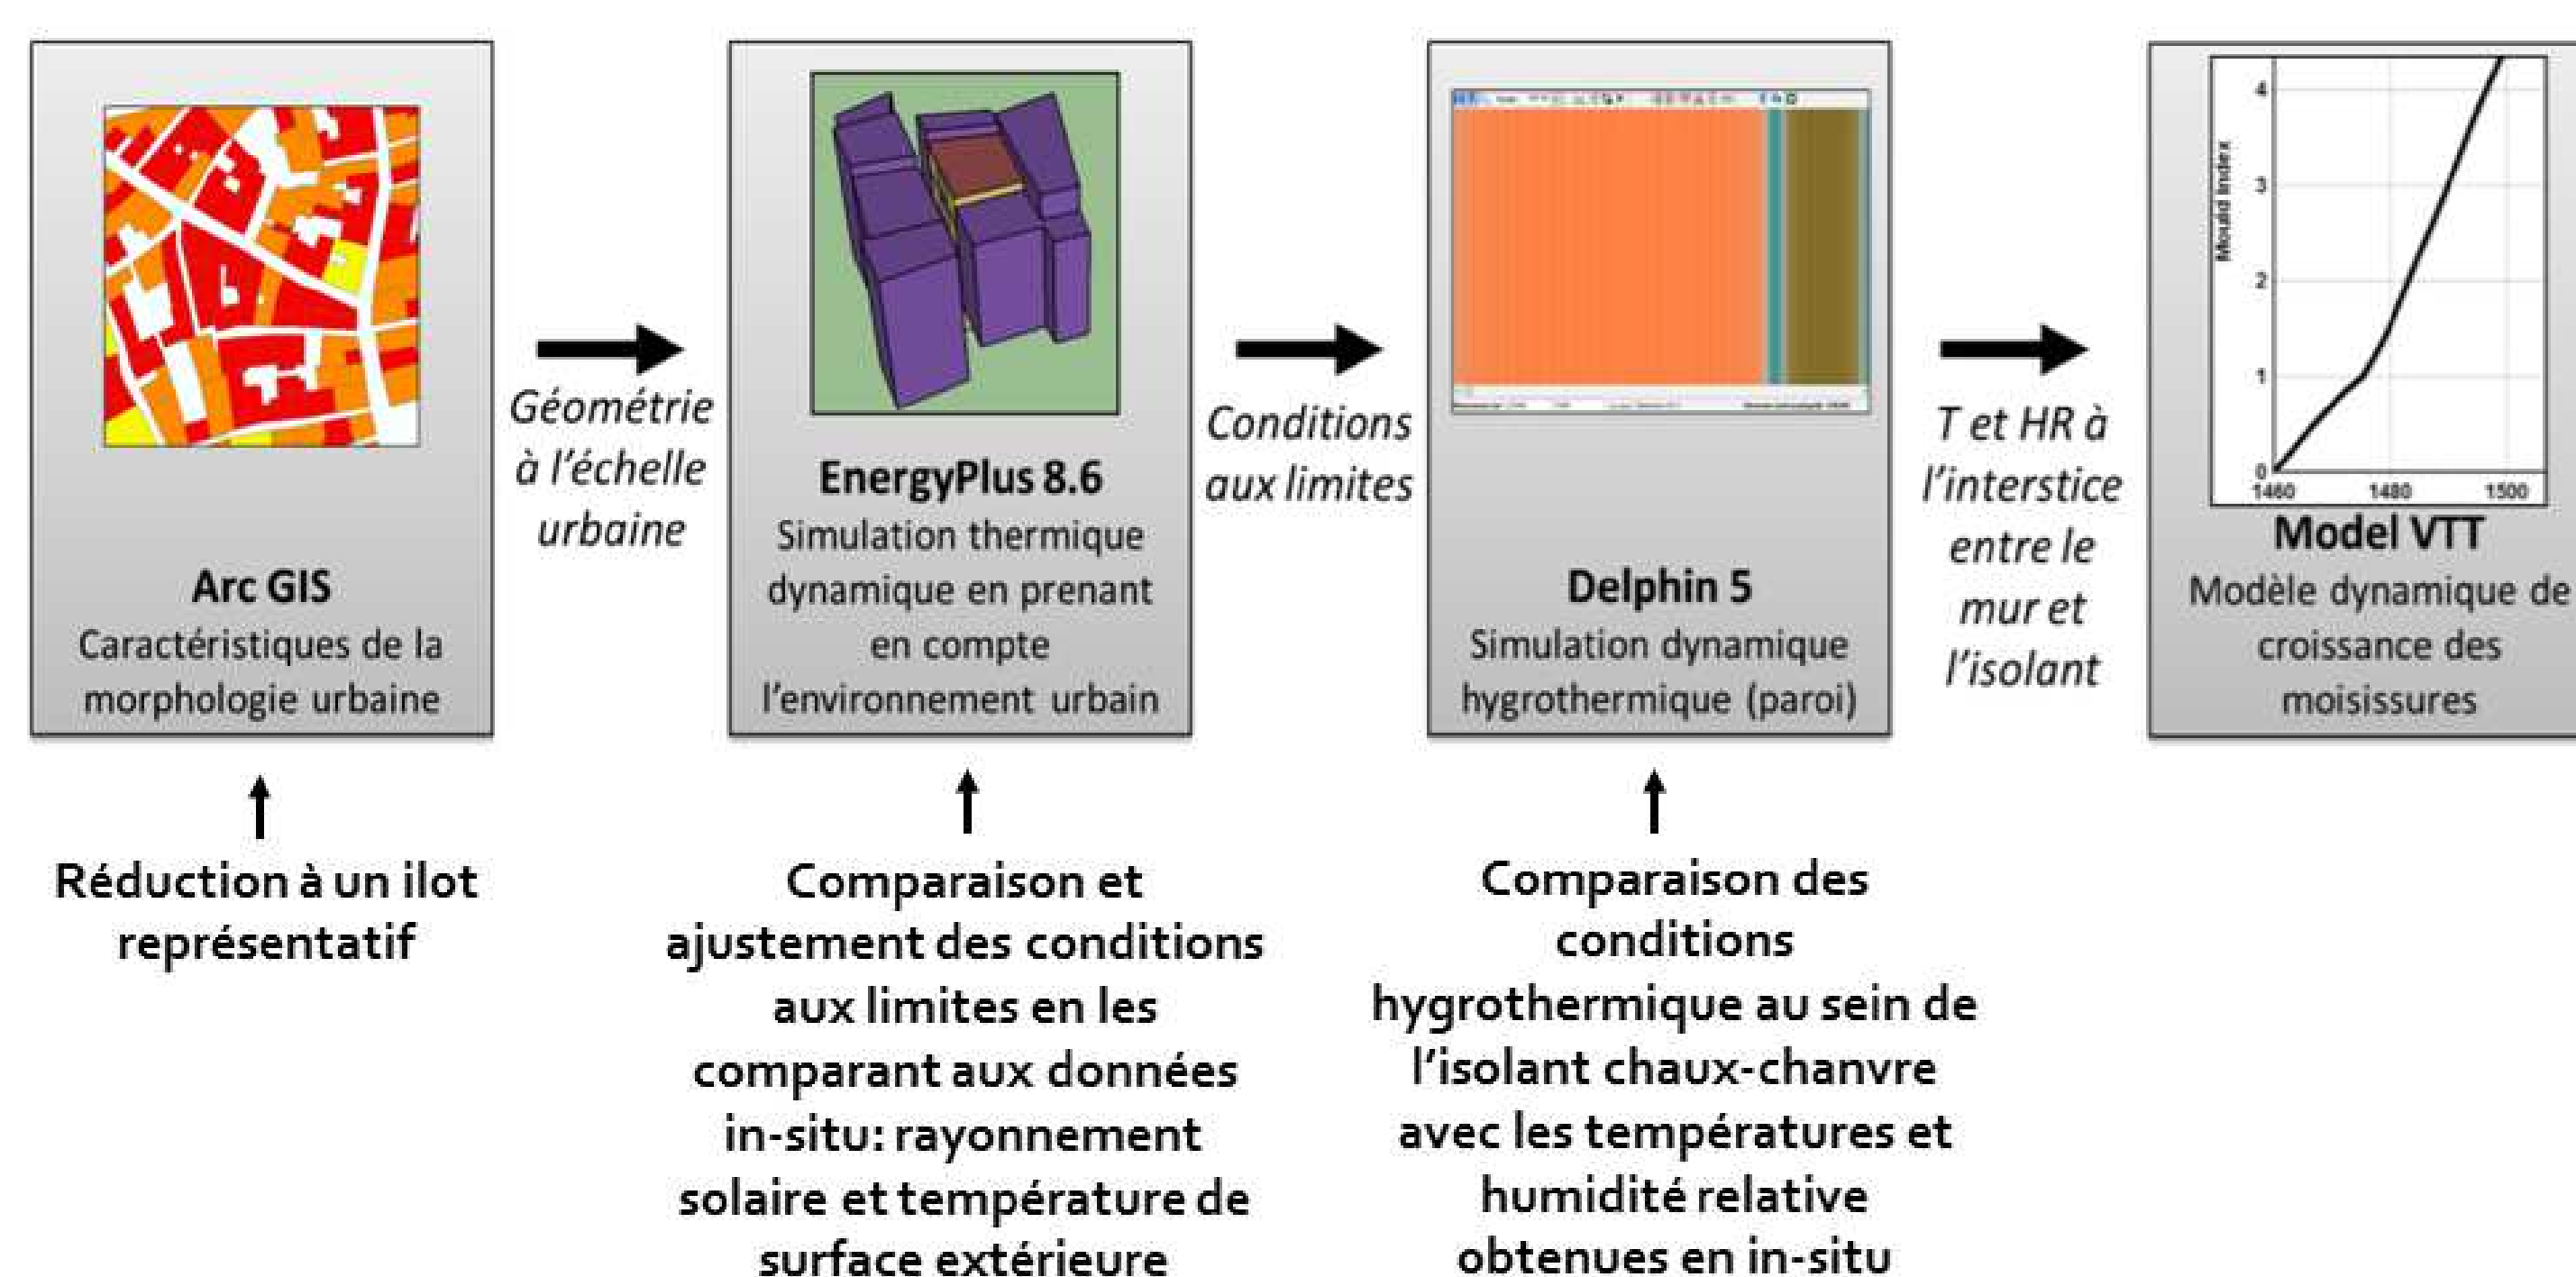 Arc GIS
Caractéristiques de la
morphologie urbaine
Géométrie
à l'échelle
urbaine
EnergyPlus 8.6
Simulation thermique
dynamique en prenant
en compte
l'environnement urbain
Conditions
aux limites
Delphin 5
Simulation dynamique
hygrothermique (paroi)
T et HR à
l'interstice
entre le
mur et
l'isolant
4
3
2
1
0
Mould Index
1460 1480 1500
Model VTT
Modèle dynamique de
croissance des
moisissures
Réduction à un ilot
représentatif
Comparaison et
ajustement des conditions
aux limites en les
comparant aux données
in-situ: rayonnement
solaire et température de
surface extérieure
Comparaison des
conditions
hygrothermique au sein de
l'isolant chaux-chanvre
avec les températures et
humidité relative
obtenues en in-situ